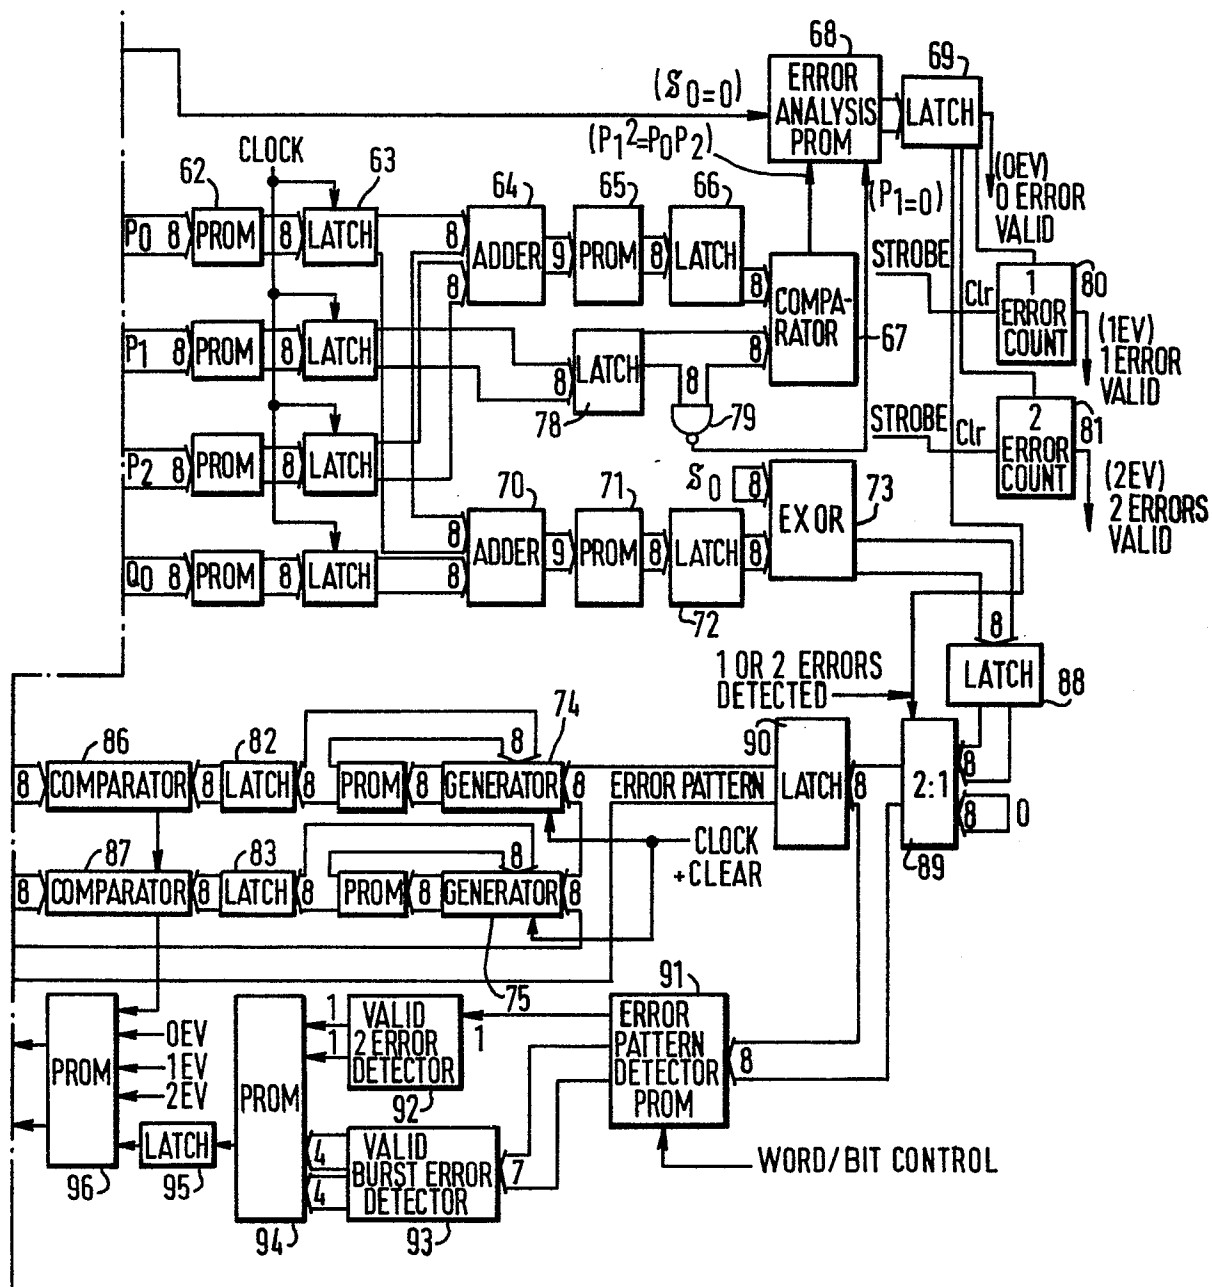 68
69
ERROR
ANALYSIS
PROM
LATCH
(S0=0)
(P1²=P0P2)
CLOCK
62
63
64
65
66
(P1=0)
(0EV)
0 ERROR
VALID
P0 8
PROM
8
LATCH
8
8
ADDER
9
PROM
8
LATCH
8
STROBE
Clr
1
ERROR
COUNT
80
COMPA-
RATOR
67
(1EV)
1 ERROR
VALID
P1 8
PROM
8
LATCH
8
LATCH
78
8
8
79
STROBE
Clr
2
ERROR
COUNT
81
P2 8
PROM
8
LATCH
70
71
S0
8
EXOR
73
(2EV)
2 ERRORS
VALID
Q0 8
PROM
8
LATCH
8
8
ADDER
9
PROM
8
LATCH
8
72
8
LATCH
88
1 OR 2 ERRORS
DETECTED
86
82
74
90
8
COMPARATOR
8
LATCH
8
PROM
8
8
GENERATOR
8
ERROR PATTERN
LATCH
8
2:1
8
8
0
89
CLOCK
+CLEAR
87
83
8
COMPARATOR
8
LATCH
8
PROM
8
8
GENERATOR
8
75
91
PROM
0EV
1EV
2EV
96
LATCH
95
PROM
94
1
1
VALID
2 ERROR
DETECTOR
92
1
ERROR
PATTERN
DETECTOR
PROM
8
4
4
VALID
BURST ERROR
DETECTOR
93
7
WORD/BIT CONTROL